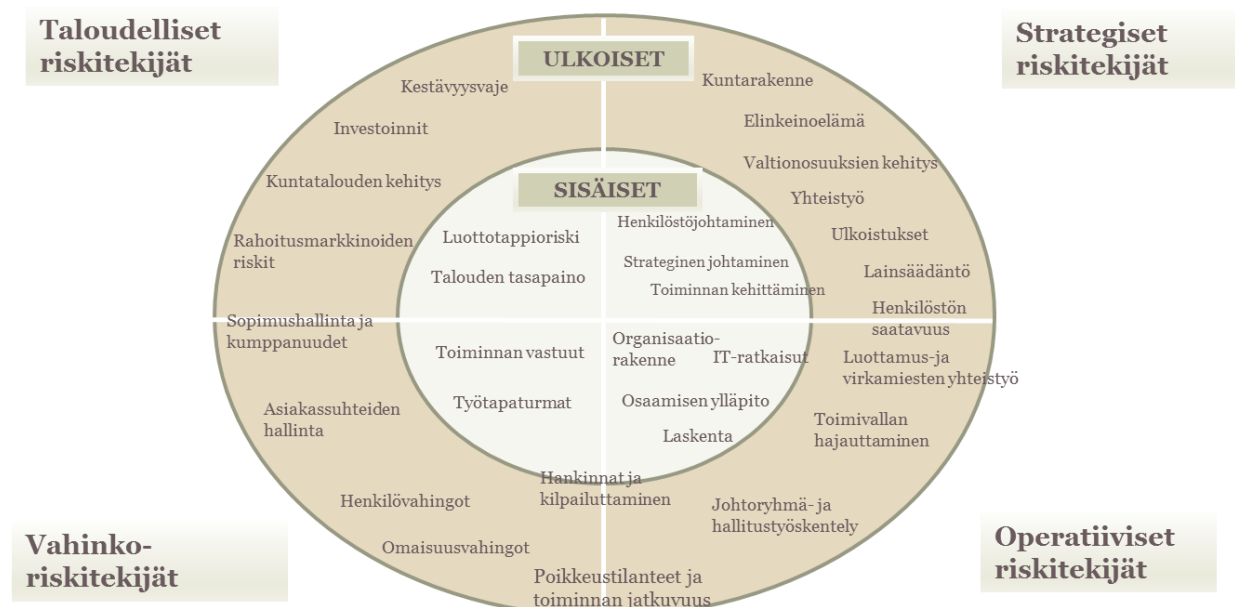 Taloudelliset
riskitekijät
Strategiset
riskitekijät
ULKOISET
Kestävyysvaje
Investoinnit
Kuntatalouden kehitys
Rahoitusmarkkinoiden
riskit
Kuntarakenne
Elinkeinoelämä
Valtionosuuksien kehitys
Yhteistyö
Ulkoistukset
Lainsäädäntö
Henkilöstön
saatavuus
SISÄISET
Luottotappioriski
Talouden tasapaino
Henkilöstöjohtaminen
Strateginen johtaminen
Toiminnan kehittäminen
Sopimushallinta ja
kumppanuudet
Toiminnan vastuut
Työtapaturmat
Organisaatio-
rakenne
IT-ratkaisut
Osaamisen ylläpito
Laskenta
Luottamus-ja
virkamiesten yhteistyö
Toimivallan
hajauttaminen
Asiakassuhteiden
hallinta
Henkilövahingot
Omaisuusvahingot
Hankinnat ja
kilpailuttaminen
Johtoryhmä- ja
hallitustyöskentely
Poikkeustilanteet ja
toiminnan jatkuvuus
Vahinko-
riskitekijät
Operatiiviset
riskitekijät